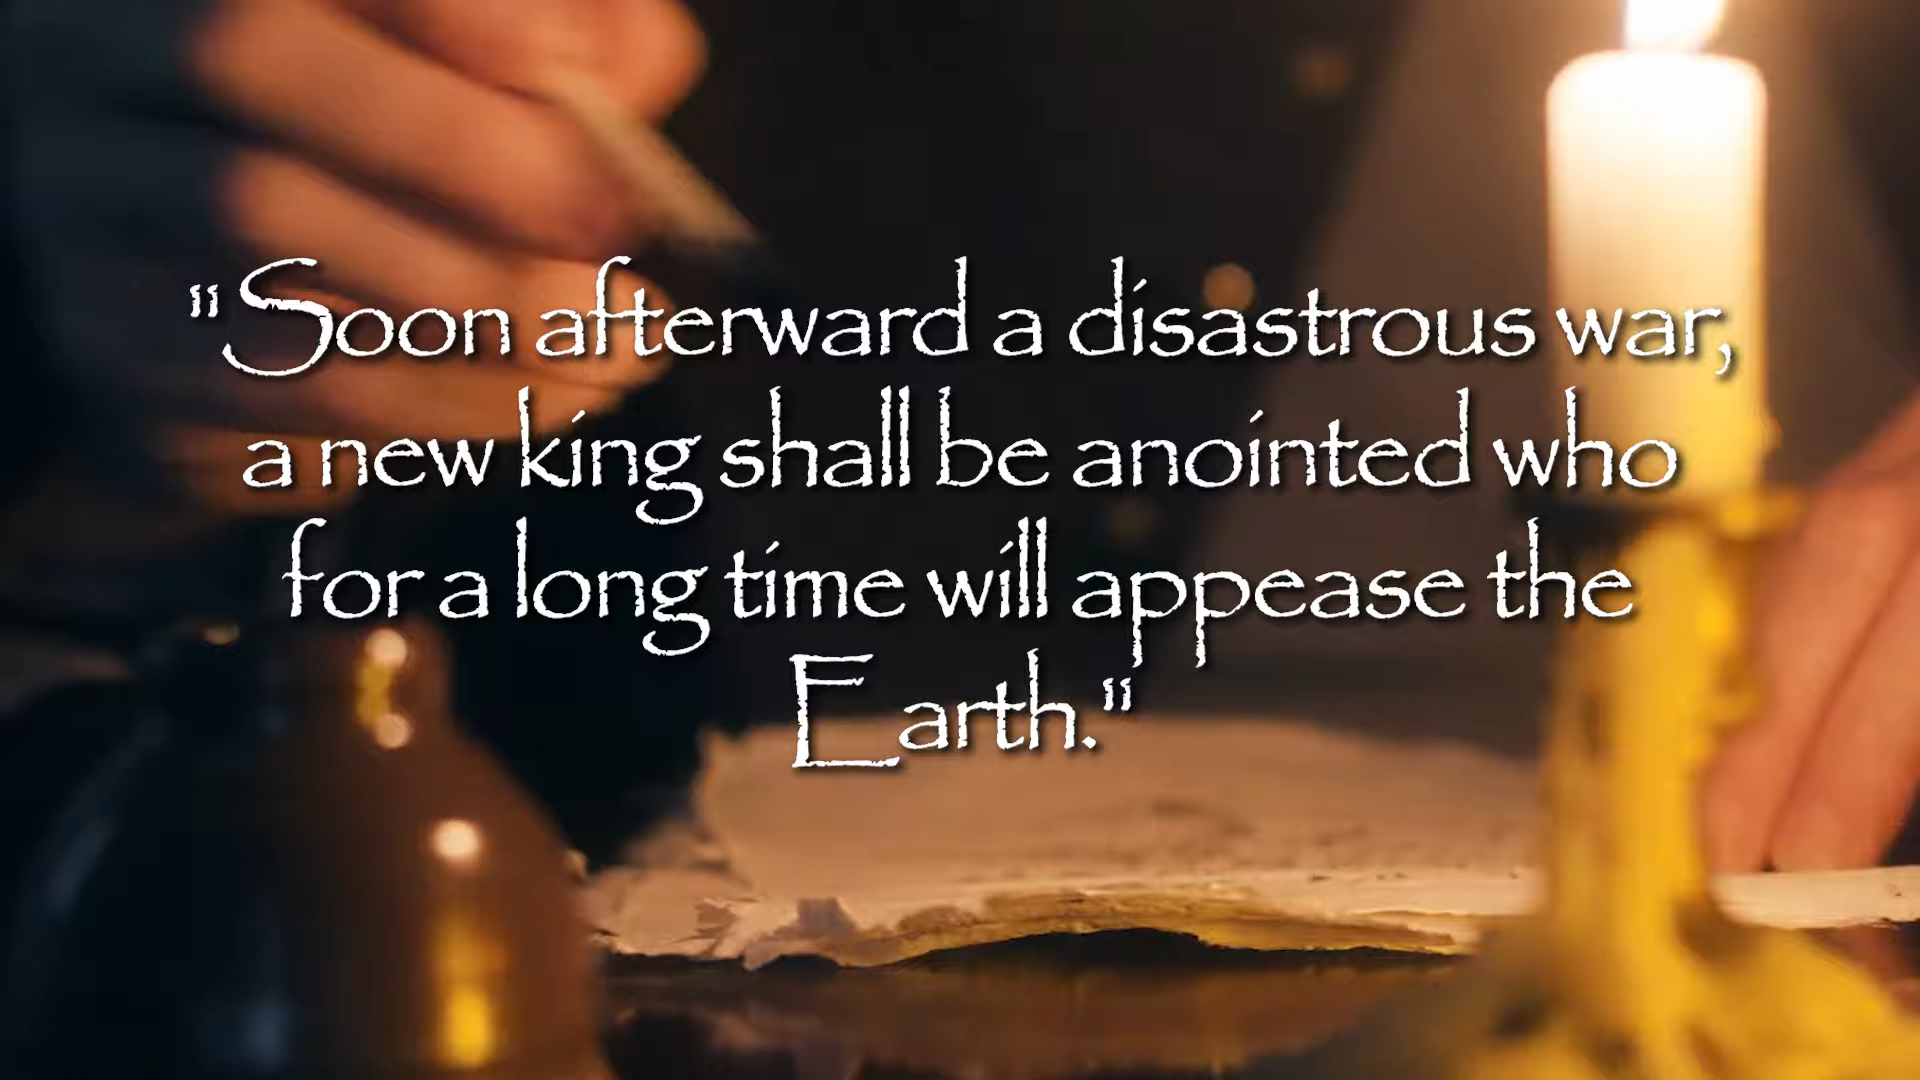 "Soon afterward a disastrous war,
a new king shall be anointed who
for a long time will appease the
Earth."